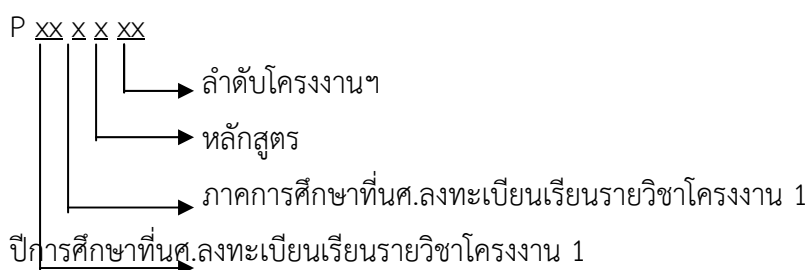 P xx x x xx
ลำดับโครงงานฯ
หลักสูตร
ภาคการศึกษาที่นศ.ลงทะเบียนเรียนรายวิชาโครงงาน 1
ปีการศึกษาที่นศ.ลงทะเบียนเรียนรายวิชาโครงงาน 1